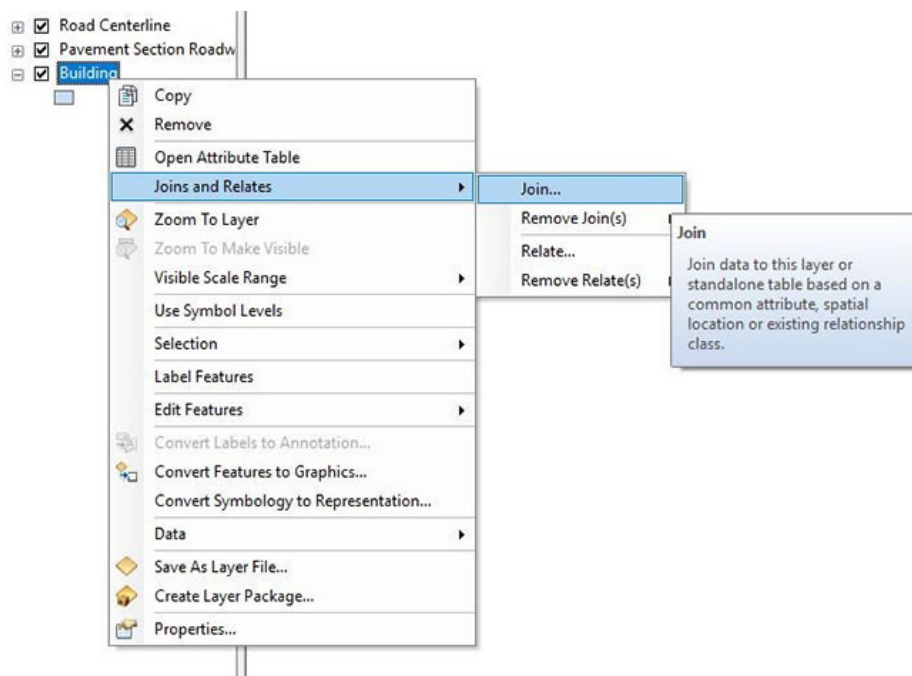 Road Centerline
Pavement Section Roadw
Building
Copy
Remove
Open Attribute Table
Joins and Relates
Zoom To Layer
Zoom To Make Visible
Visible Scale Range
Use Symbol Levels
Selection
Label Features
Edit Features
Convert Labels to Annotation...
Convert Features to Graphics...
Convert Symbology to Representation...
Data
Save As Layer File...
Create Layer Package...
Properties...
Join...
Remove Join(s)
Relate...
Remove Relate(s)
Join
Join data to this layer or
standalone table based on a
common attribute, spatial
location or existing relationship
class.